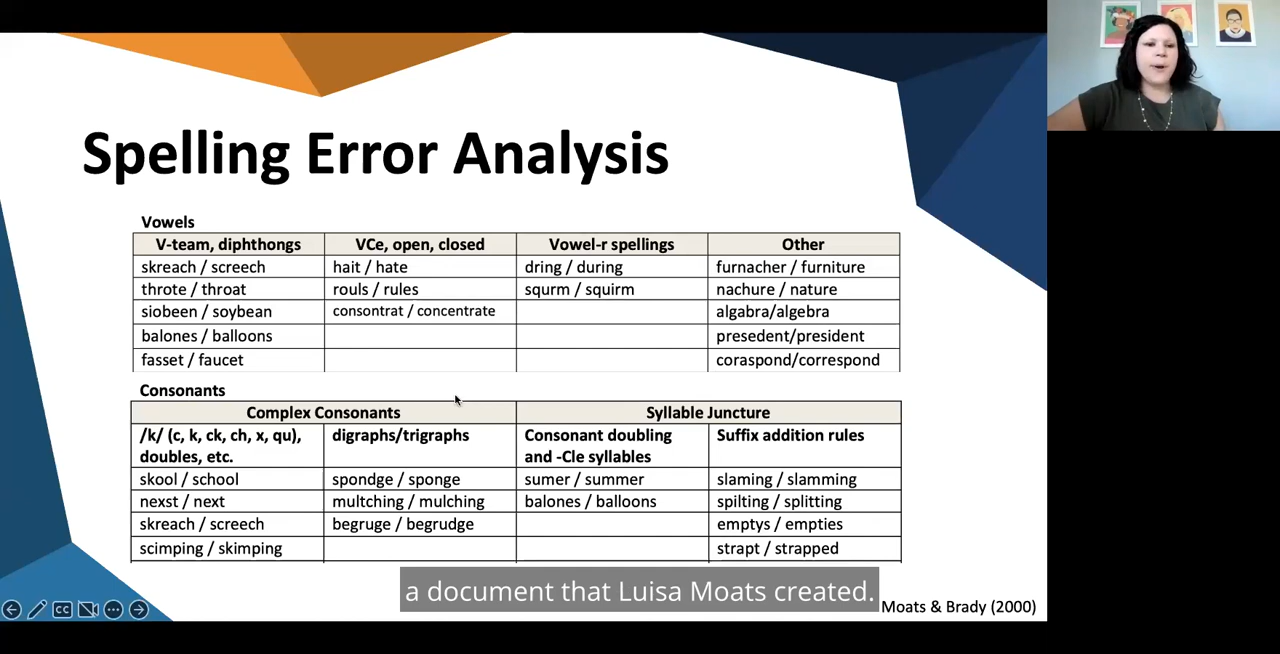 Spelling Error Analysis
Vowels
V-team, diphthongs VCe, open, closed Vowel-r spellings Other
skreach / screech hait / hate dring / during furnacher / furniture
throte / throat rouls / rules squrm / squirm nachure / nature
siobeen / soybean consontrat / concentrate algabra/algebra
balones / balloons presedent/president
fasset / faucet coraspond/correspond
Consonants
Complex Consonants Syllable Juncture
/k/ (c, k, ck, ch, x, qu), digraphs/trigraphs Consonant doubling Suffix addition rules
doubles, etc. and -Cle syllables
skool / school spondge / sponge sumer / summer slaming / slamming
nexst / next multching / mulching balones / balloons spilting / splitting
skreach / screech begruge / begrudge emptys / empties
scimping / skimping strapt / strapped
a document that Luisa Moats created.
CC
Moats & Brady (2000)